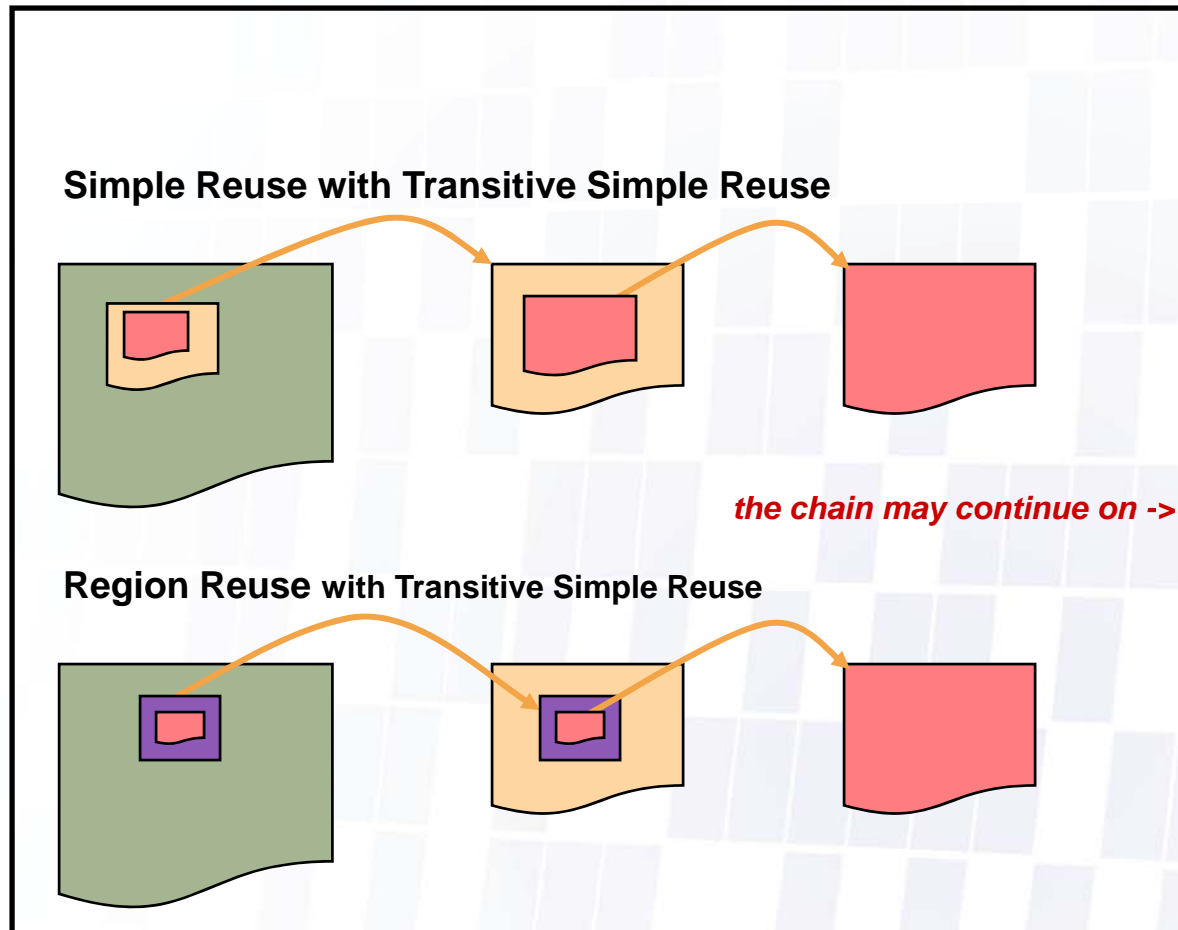 Simple Reuse with Transitive Simple Reuse
the chain may continue on ->
Region Reuse with Transitive Simple Reuse